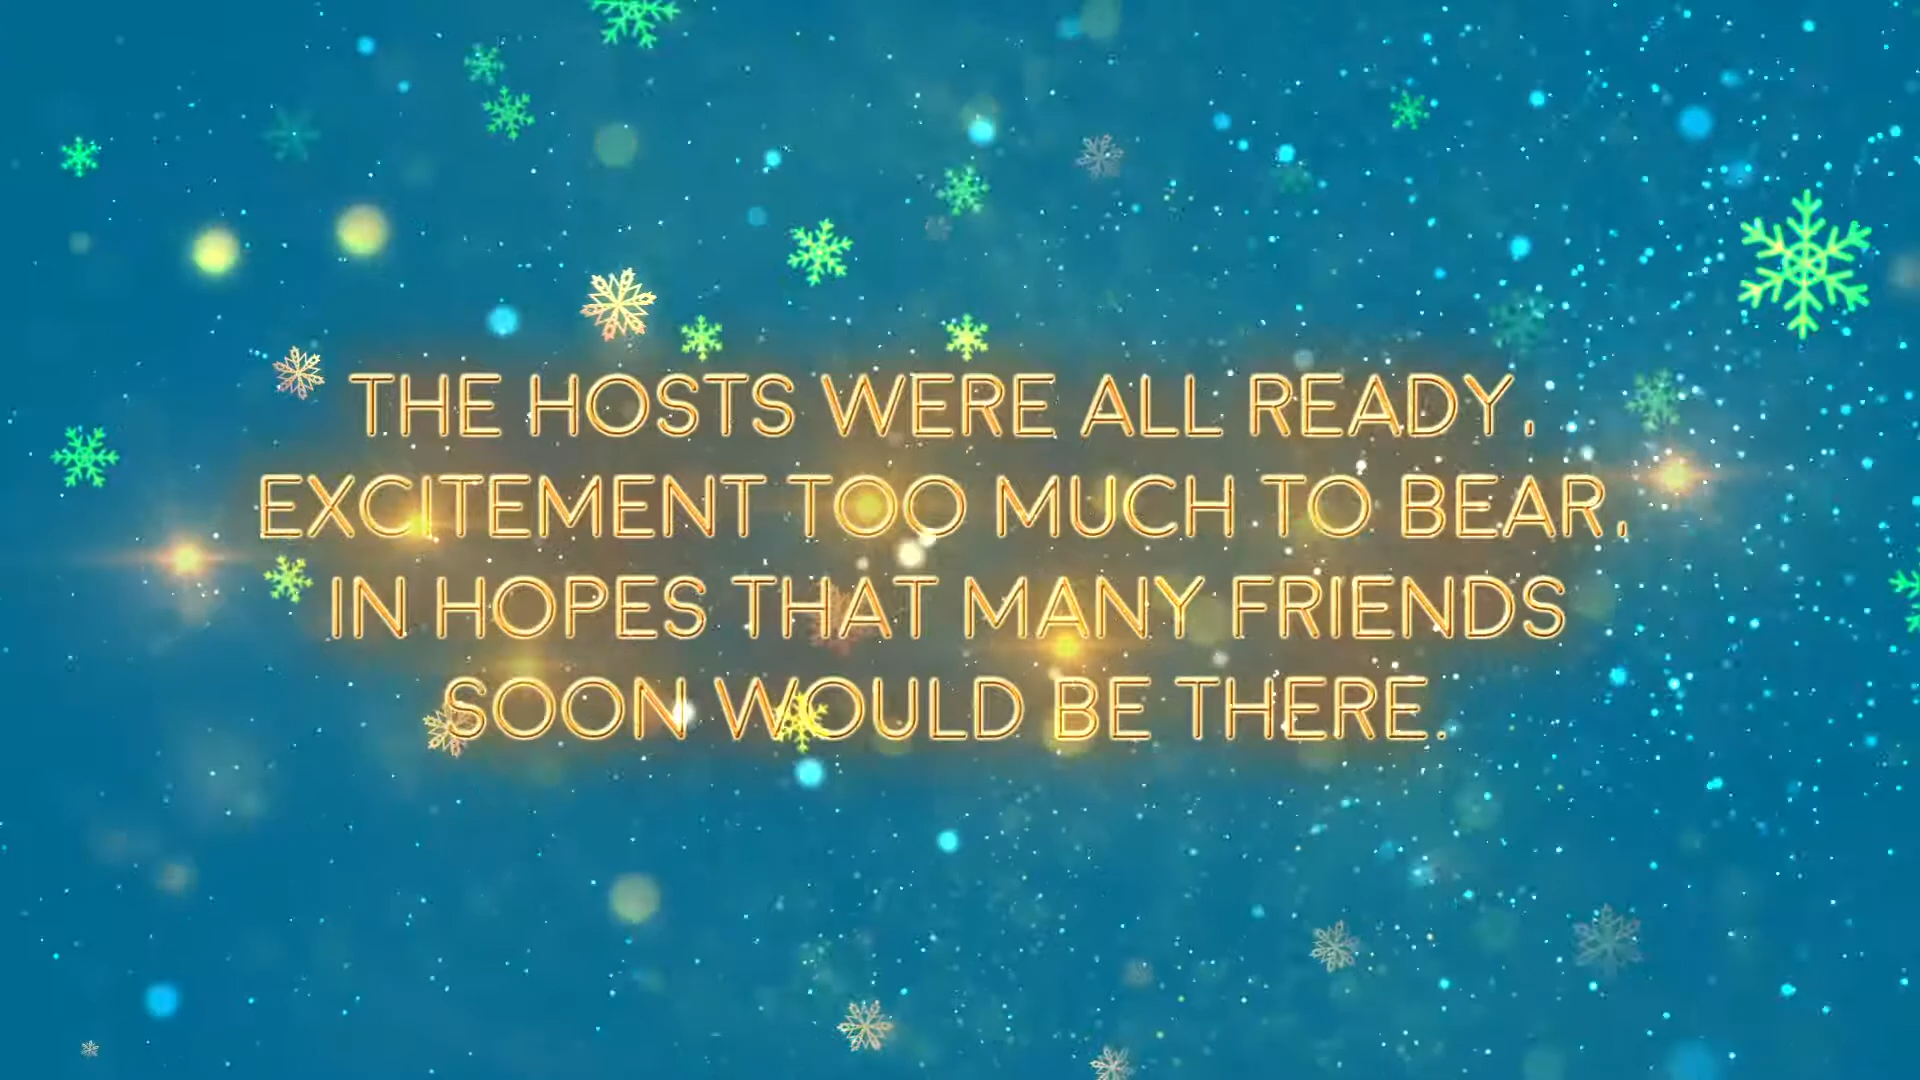 THE HOSTS WERE ALL READY,
EXCITEMENT TOO MUCH TO BEAR,
IN HOPES THAT MANY FRIENDS
SOON WOULD BE THERE.